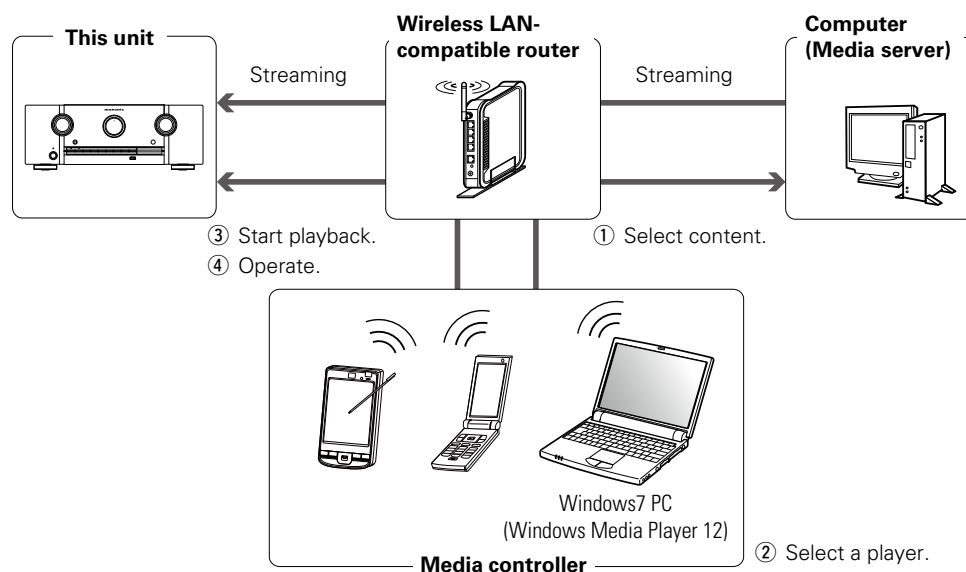 This unit
Wireless LAN-
compatible router
Computer
(Media server)
Streaming
Streaming
③ Start playback.
④ Operate.
① Select content.
Windows7 PC
(Windows Media Player 12)
Media controller
② Select a player.